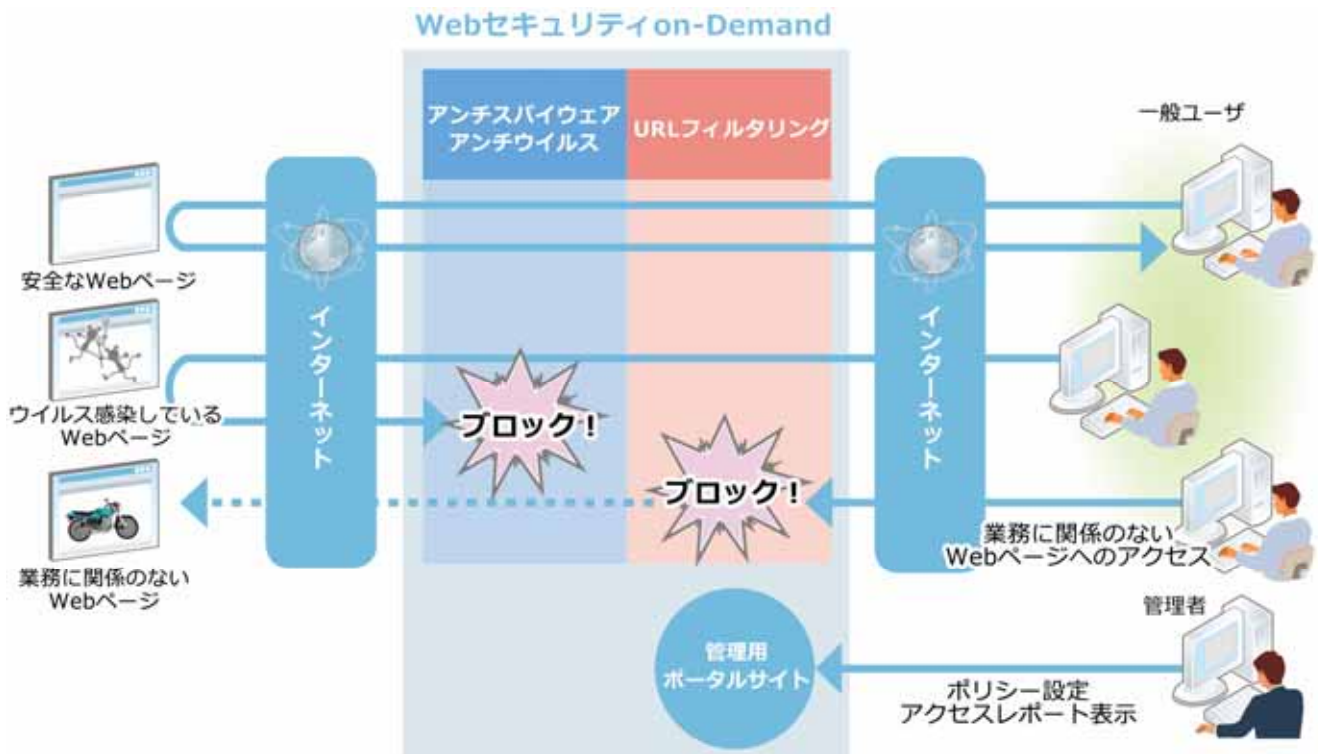 Webセキュリティon-Demand
アンチスパイウェア
アンチウイルス
URLフィルタリング
一般ユーザ
安全なWebページ
インターネット
インターネット
ウイルス感染している
Webページ
ブロック！
ブロック！
業務に関係のない
Webページへのアクセス
業務に関係のない
Webページ
管理者
管理用
ポータルサイト
ポリシー設定
アクセスレポート表示